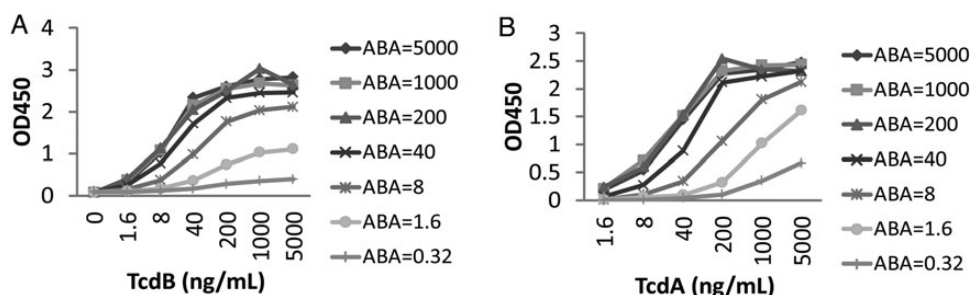 A
OD450
4
3
2
1
0
0 1.6 8 40 200 1000 5000
TcdB (ng/mL)
ABA=5000
ABA=1000
ABA=200
ABA=40
ABA=8
ABA=1.6
ABA=0.32
B
OD450
3
2.5
2
1.5
1
0.5
0
1.6 8 40 200 1000 5000
TcdA (ng/mL)
ABA=5000
ABA=1000
ABA=200
ABA=40
ABA=8
ABA=1.6
ABA=0.32